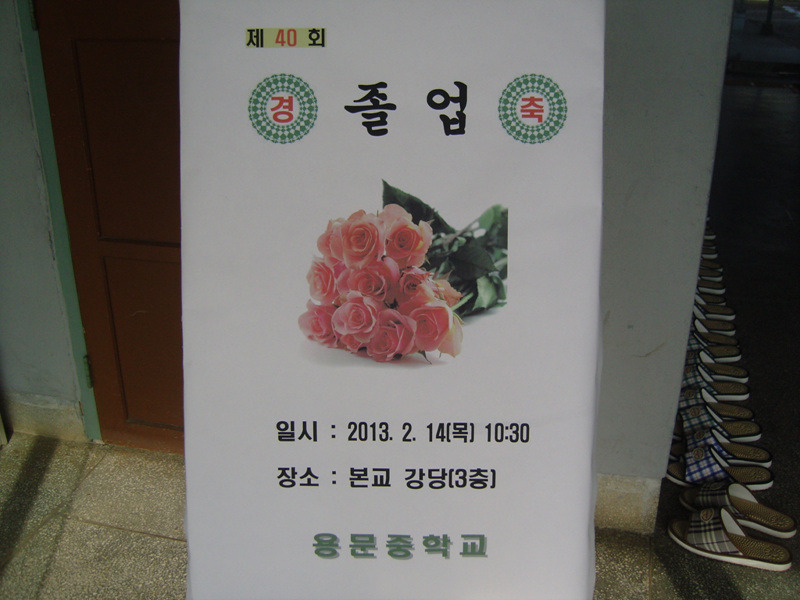 제 40 회
경 졸 업 축
일시 : 2013. 2. 14(목) 10:30
장소 : 본교 강당(3층)
용문중학교